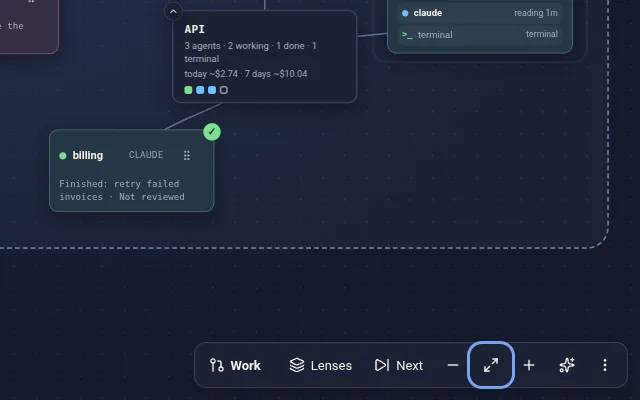 e the
claude reading 1m
>_ terminal terminal
API
3 agents · 2 working · 1 done · 1
terminal
today ~$2.74 · 7 days ~$10.04
billing CLAUDE
Finished: retry failed
invoices · Not reviewed
Work Lenses Next